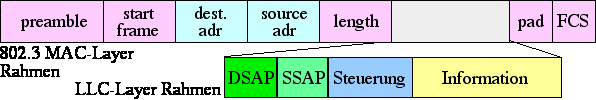 preamble
start
frame
dest.
adr
source
adr
length
pad
FCS
802.3 MAC-Layer
Rahmen
LLC-Layer Rahmen
DSAP
SSAP
Steuerung
Information